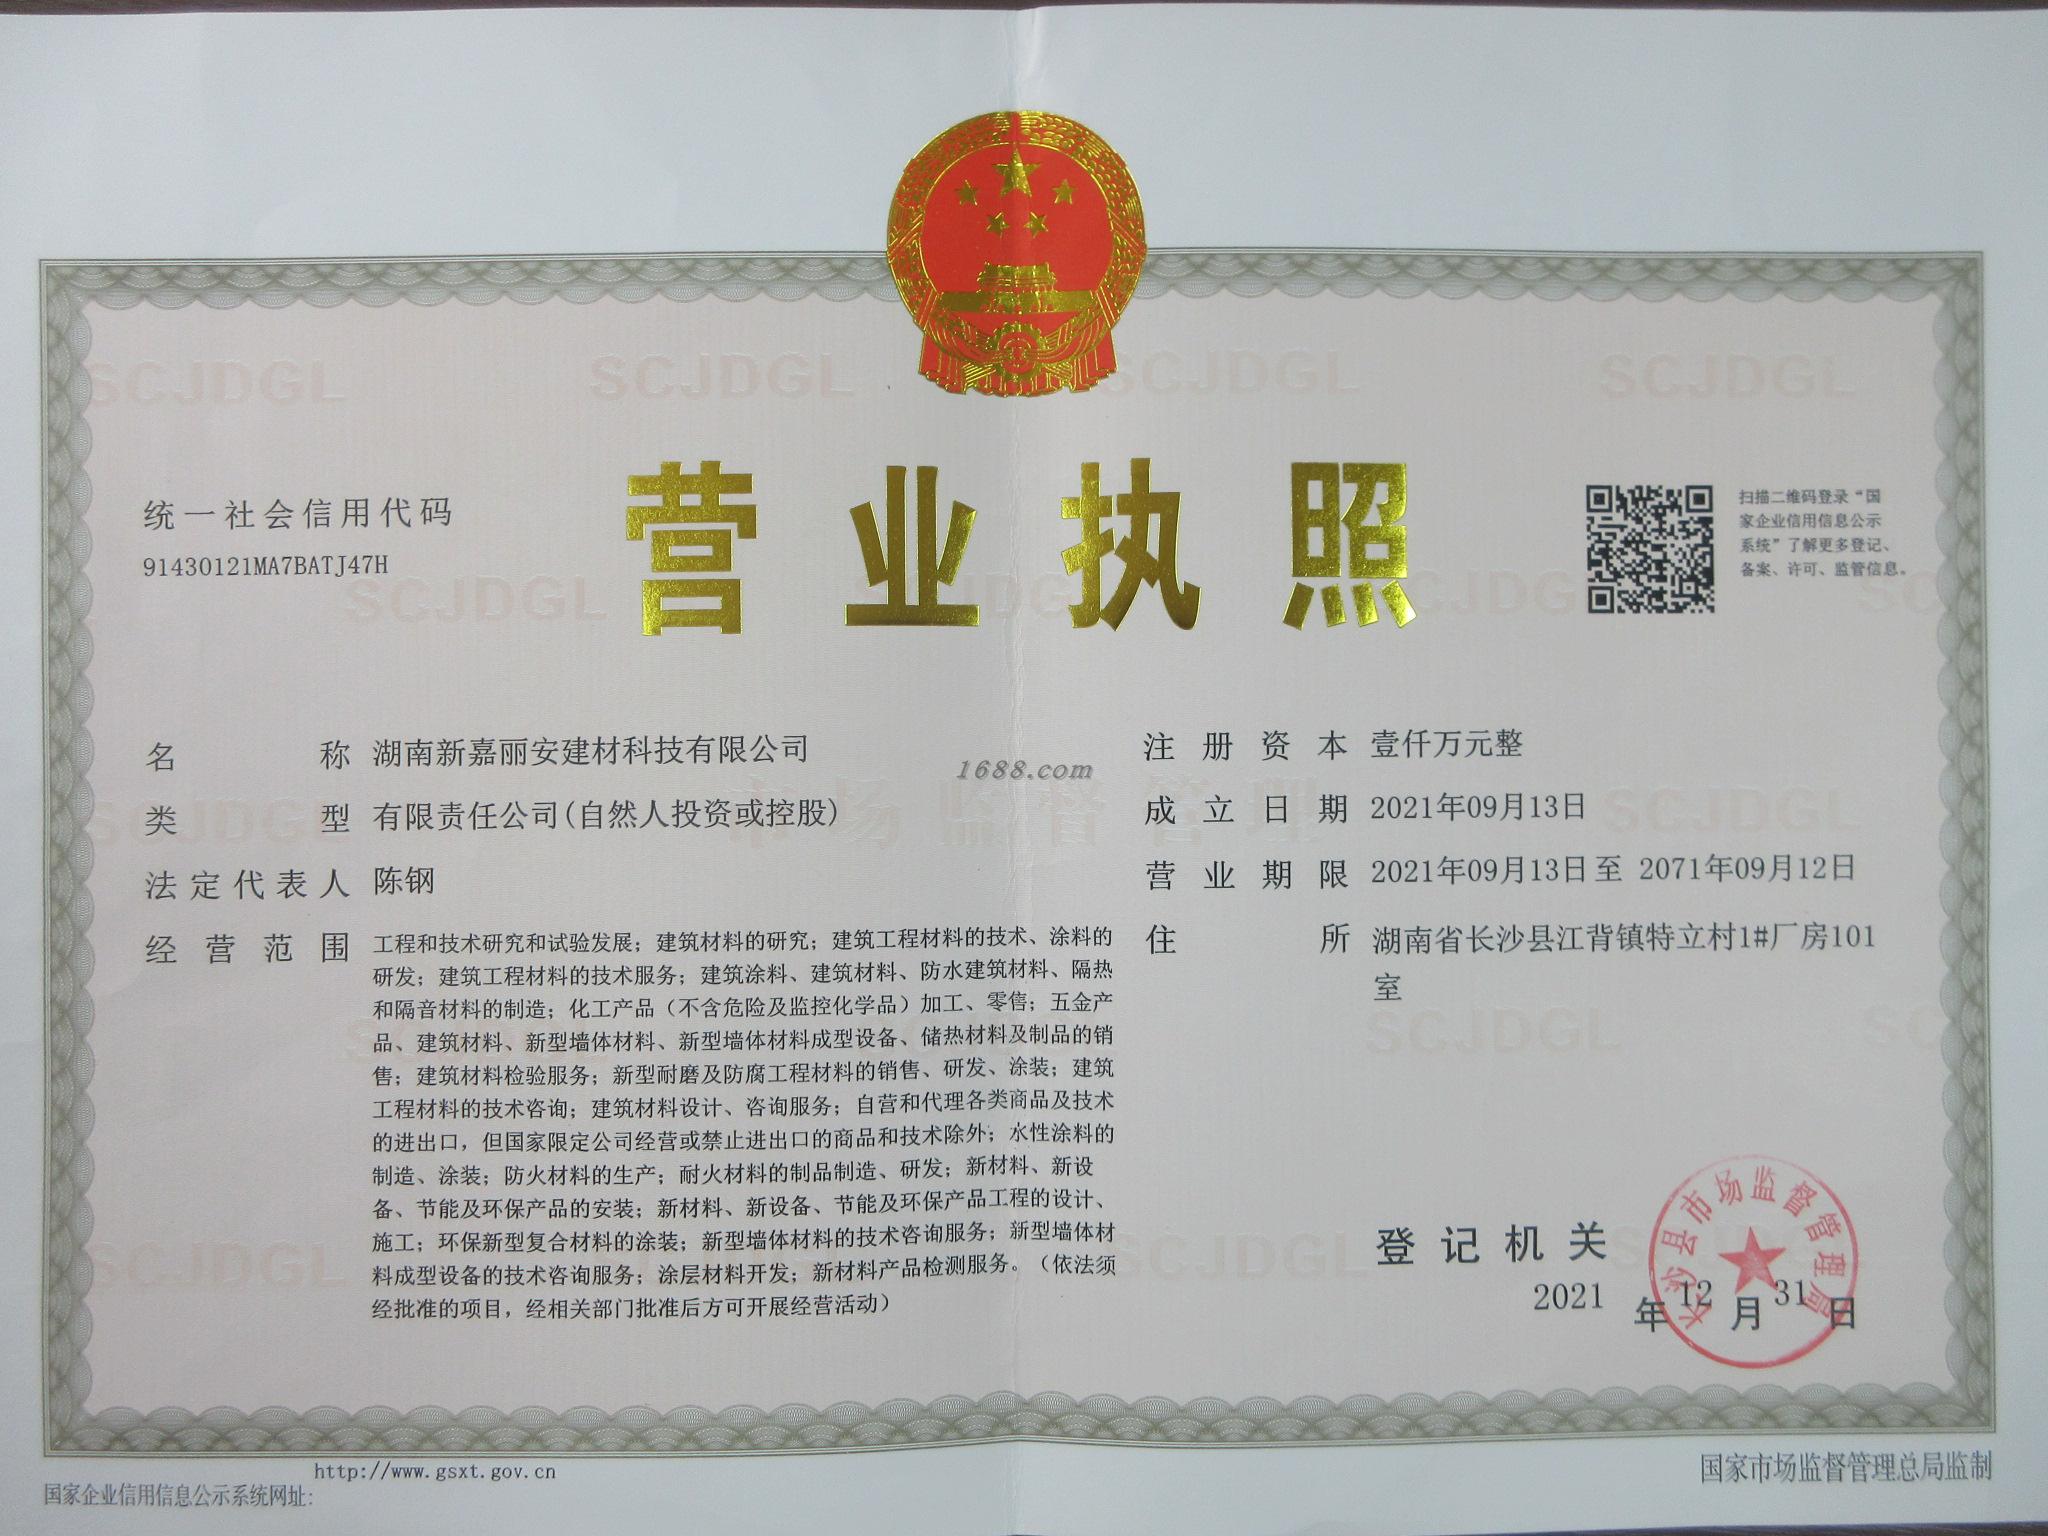 营业执照
统一社会信用代码
91430121MA7BATJ47H
扫描二维码登录“国
家企业信用信息公示
系统”了解更多登记、
备案、许可、监管信息。
名称 湖南新嘉丽安建材科技有限公司
类型 有限责任公司(自然人投资或控股)
法定代表人 陈钢
经营范围 工程和技术研究和试验发展；建筑材料的研究；建筑工程材料的技术、涂料的
研发；建筑工程材料的技术服务；建筑涂料、建筑材料、防水建筑材料、隔热
和隔音材料的制造；化工产品（不含危险及监控化学品）加工、零售；五金产
品、建筑材料、新型墙体材料、新型墙体材料成型设备、储热材料及制品的销
售；建筑材料检验服务；新型耐磨及防腐工程材料的销售、研发、涂装；建筑
工程材料的技术咨询；建筑材料设计、咨询服务；自营和代理各类商品及技术
的进出口，但国家限定公司经营或禁止进出口的商品和技术除外；水性涂料的
制造、涂装；防火材料的生产；耐火材料的制品制造、研发；新材料、新设
备、节能及环保产品的安装；新材料、新设备、节能及环保产品工程的设计、
施工；环保新型复合材料的涂装；新型墙体材料的技术咨询服务；新型墙体材
料成型设备的技术咨询服务；涂层材料开发；新材料产品检测服务。（依法须
经批准的项目，经相关部门批准后方可开展经营活动）
1688.com
注册资本 壹仟万元整
成立日期 2021年09月13日
营业期限 2021年09月13日至 2071年09月12日
住所 湖南省长沙县江背镇特立村1#厂房101
室
登记机关
长沙县市场监督管理局
2021 年 12 月 31 日
SCJDGL SCJDGL SCJDGL SCJDGL
市场监督管理
http://www.gsxt.gov.cn
国家企业信用信息公示系统网址:
国家市场监督管理总局监制